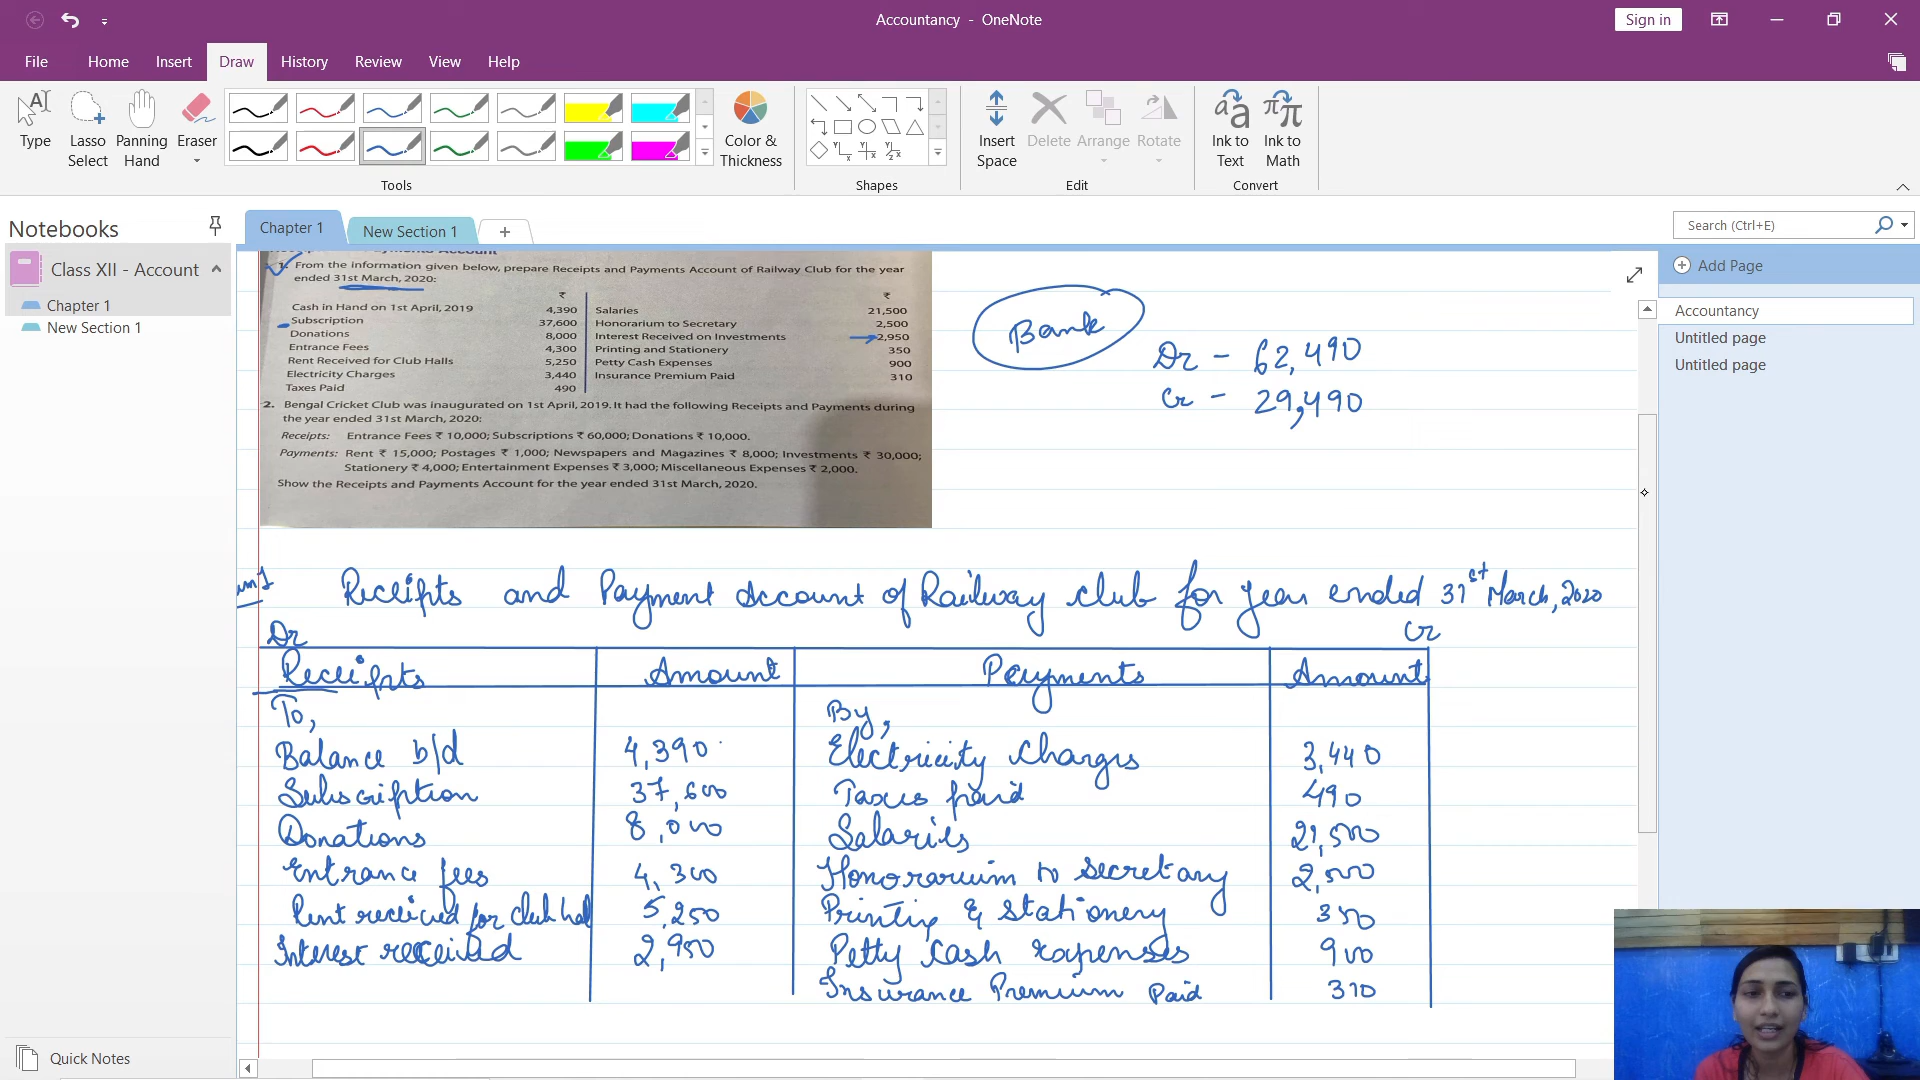 Accountancy - OneNote
Sign in
File Home Insert Draw History Review View Help
Type
Lasso Select
Panning Hand
Eraser
Color & Thickness
Insert Space
Delete
Arrange
Rotate
Ink to Text
Ink to Math
Tools
Shapes
Edit
Convert
Notebooks
Class XII - Account
Chapter 1
New Section 1
Quick Notes
Chapter 1
New Section 1
Search (Ctrl+E)
Add Page
Accountancy
Untitled page
Untitled page
1. From the information given below, prepare Receipts and Payments Account of Railway Club for the year
ended 31st March, 2020:
₹ ₹
Cash in Hand on 1st April, 2019 4,390 Salaries 21,500
Subscription 37,600 Honorarium to Secretary 2,500
Donations 8,000 Interest Received on Investments 2,950
Entrance Fees 4,300 Printing and Stationery 350
Rent Received for Club Halls 5,250 Petty Cash Expenses 900
Electricity Charges 3,440 Insurance Premium Paid 310
Taxes Paid 490
2. Bengal Cricket Club was inaugurated on 1st April, 2019. It had the following Receipts and Payments during
the year ended 31st March, 2020:
Receipts: Entrance Fees ₹ 10,000; Subscriptions ₹ 60,000; Donations ₹ 10,000.
Payments: Rent ₹ 15,000; Postages ₹ 1,000; Newspapers and Magazines ₹ 8,000; Investments ₹ 30,000;
Stationery ₹ 4,000; Entertainment Expenses ₹ 3,000; Miscellaneous Expenses ₹ 2,000.
Show the Receipts and Payments Account for the year ended 31st March, 2020.
Bank
Dr - 62,490
Cr - 29,490
Receipts and Payment Account of Railway Club for year ended 31st March, 2020
Dr Cr
Receipts Amount Payments Amount
To, By,
Balance b/d 4,390 Electricity Charges 3,440
Subscription 37,600 Taxes paid 490
Donations 8,000 Salaries 21,500
Entrance fees 4,300 Honorarium to Secretary 2,500
Rent received for club hall 5,250 Printing & Stationery 350
Interest received 2,950 Petty Cash expenses 900
Insurance Premium Paid 310